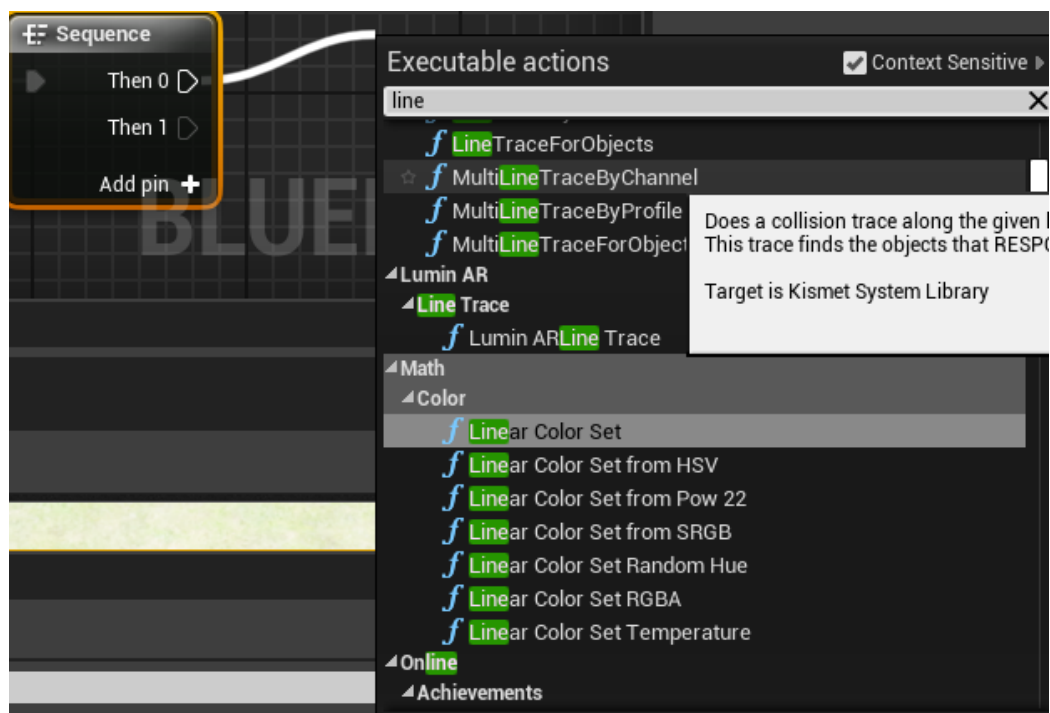 Sequence
Then 0
Then 1
Add pin +
Executable actions
Context Sensitive
line
LineTraceForObjects
MultiLineTraceByChannel
MultiLineTraceByProfile
MultiLineTraceForObject
Does a collision trace along the given
This trace finds the objects that RESPO
Target is Kismet System Library
Lumin AR
Line Trace
Lumin ARLine Trace
Math
Color
Linear Color Set
Linear Color Set from HSV
Linear Color Set from Pow 22
Linear Color Set from SRGB
Linear Color Set Random Hue
Linear Color Set RGBA
Linear Color Set Temperature
Online
Achievements